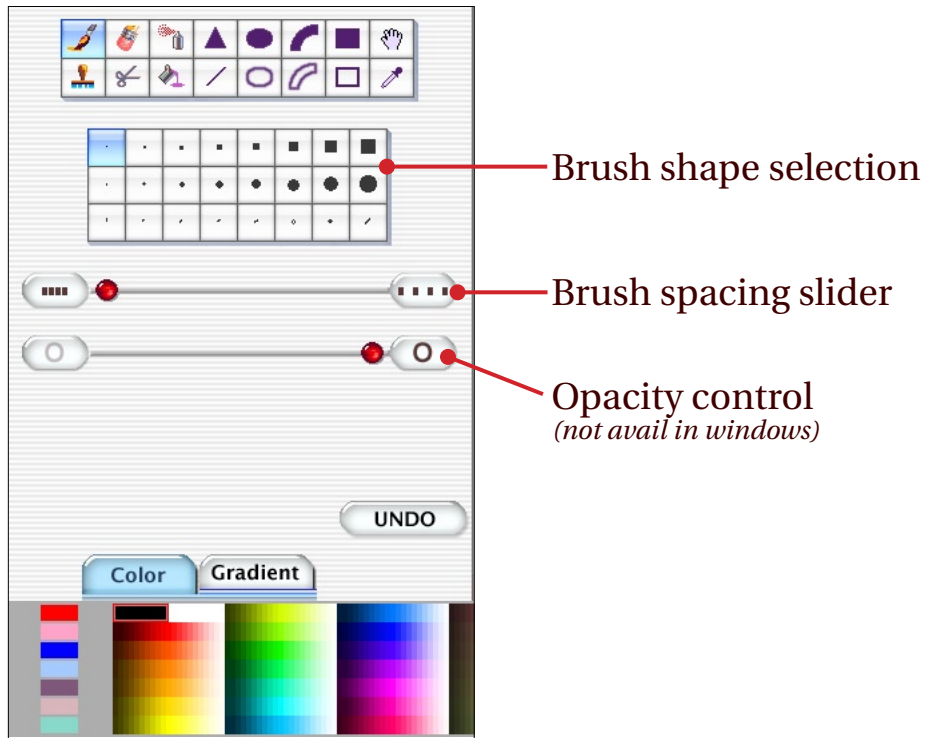 Brush shape selection
Brush spacing slider
Opacity control
(not avail in windows)
UNDO
Color
Gradient